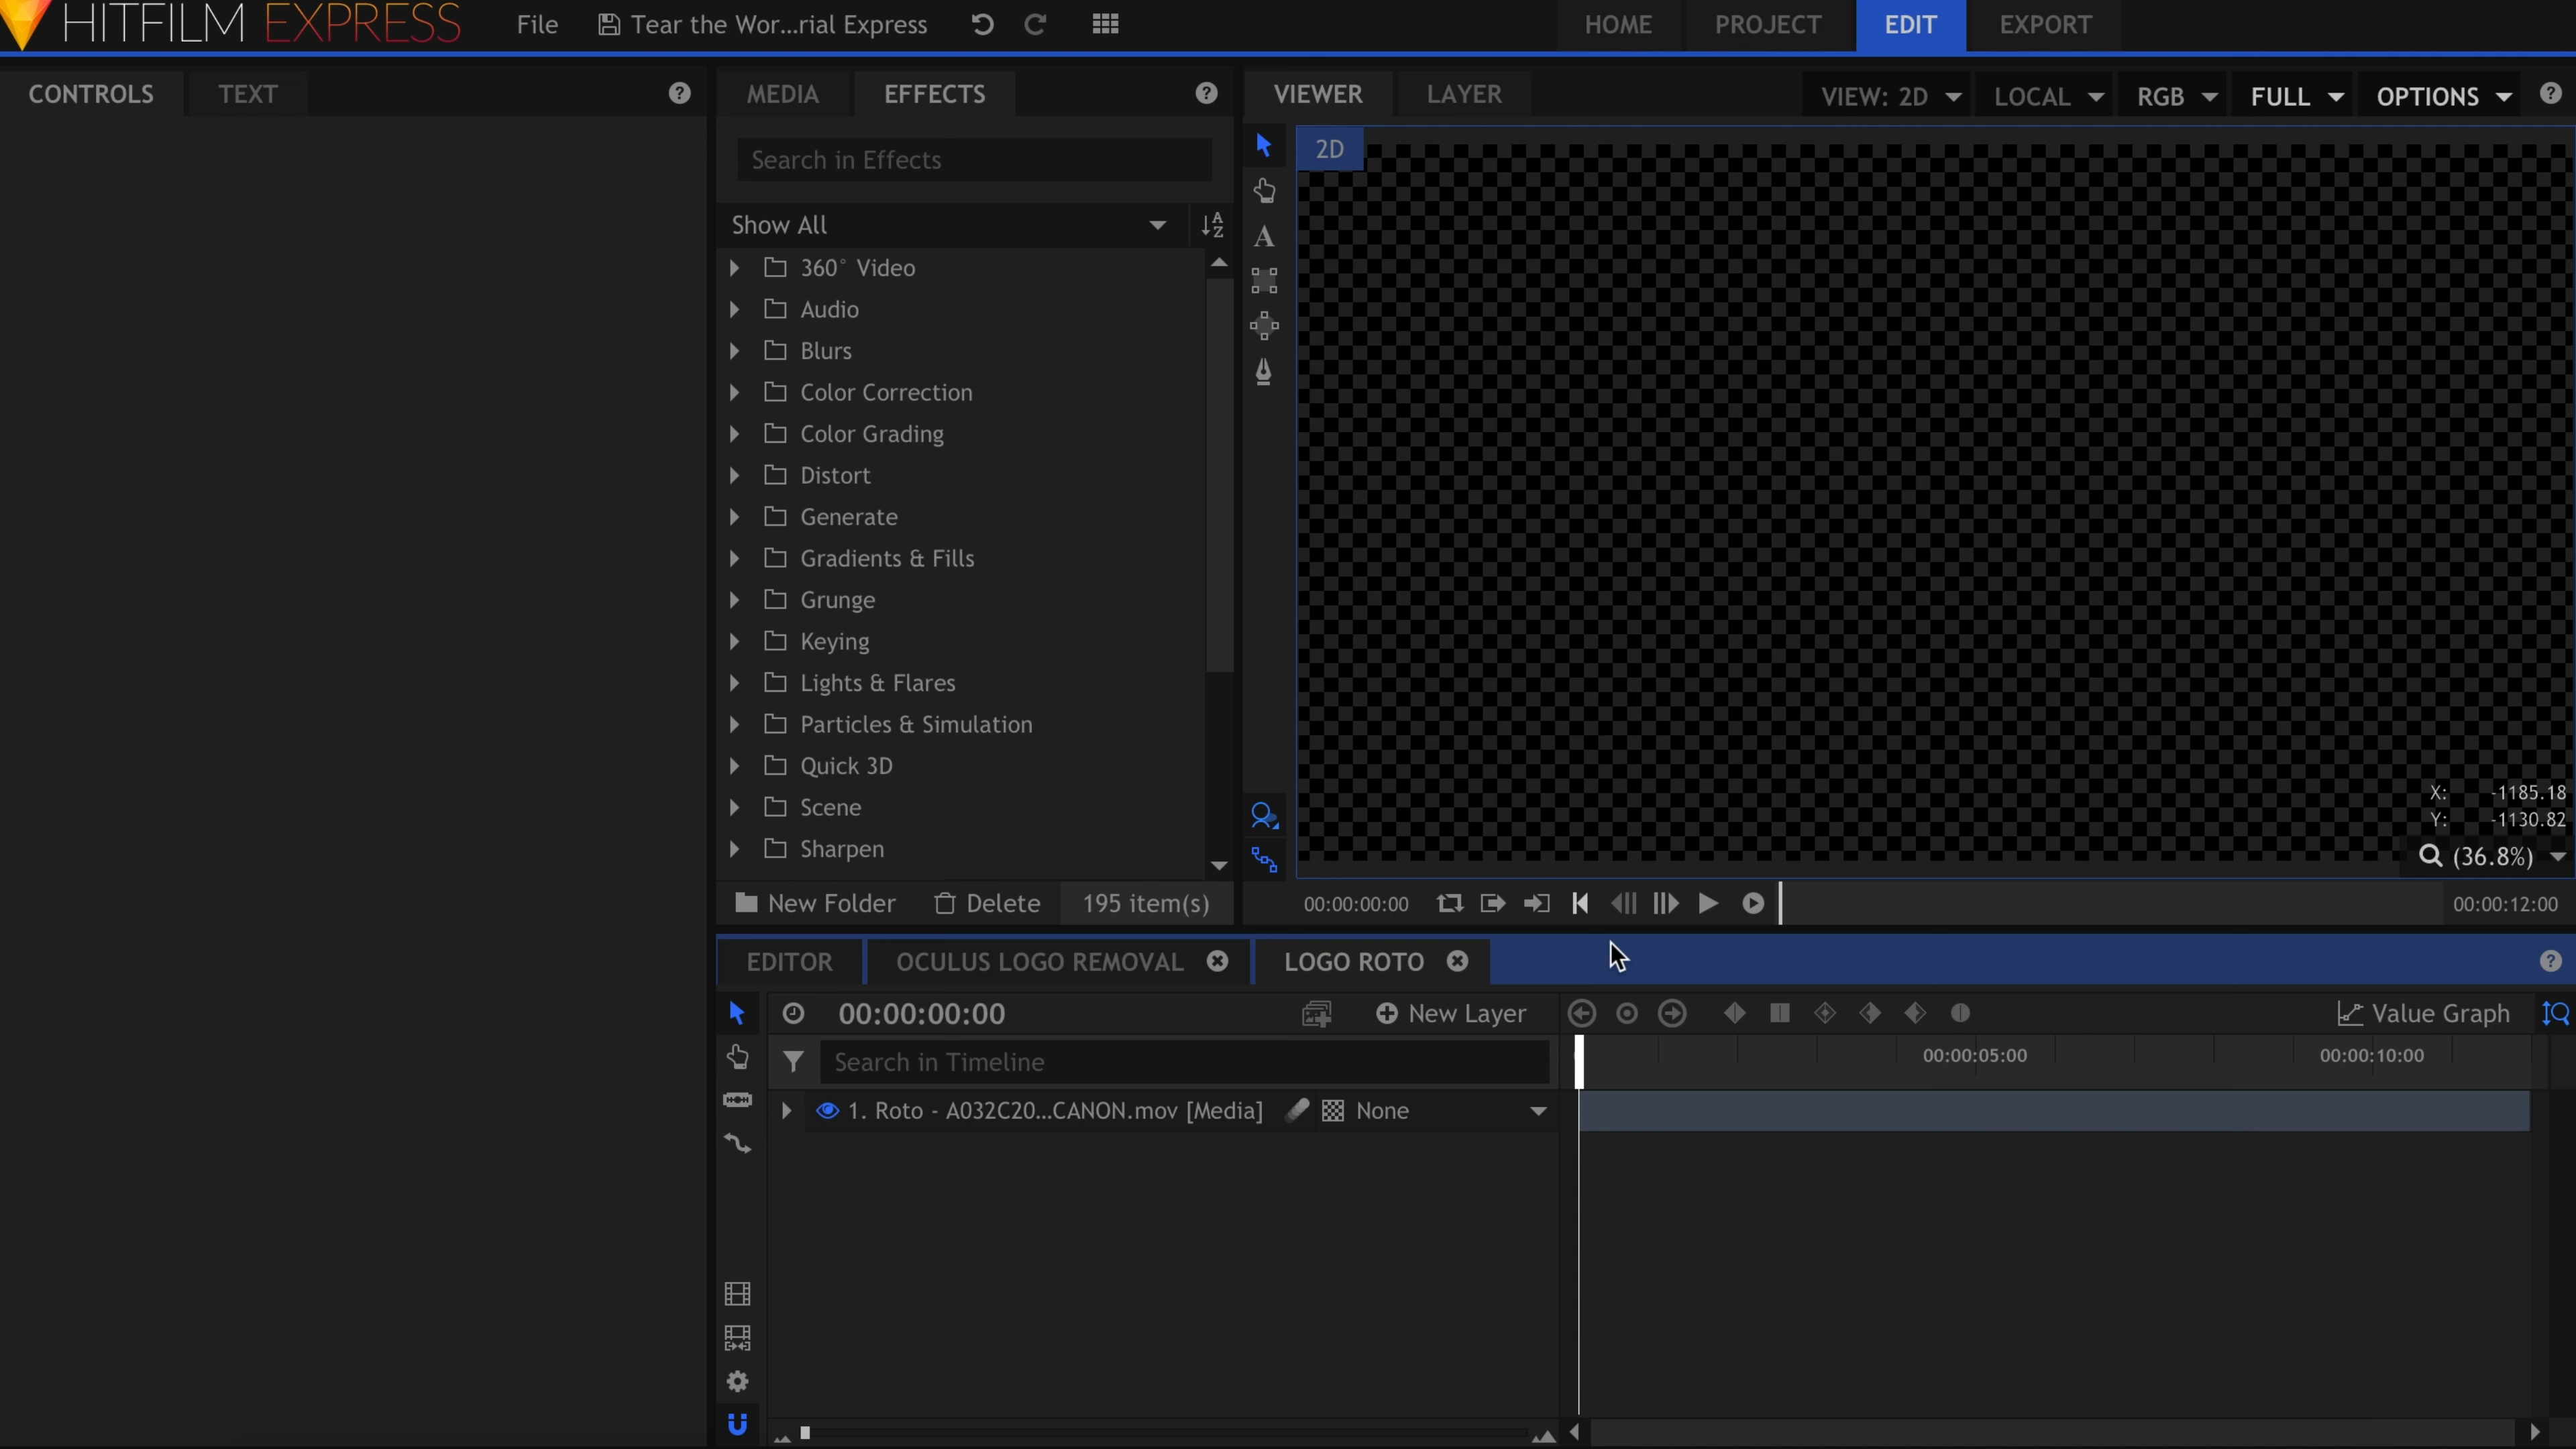 HITFILM EXPRESS File Tear the Wor...rial Express HOME PROJECT EDIT EXPORT
CONTROLS TEXT
MEDIA EFFECTS
Search in Effects
Show All
360° Video
Audio
Blurs
Color Correction
Color Grading
Distort
Generate
Gradients & Fills
Grunge
Keying
Lights & Flares
Particles & Simulation
Quick 3D
Scene
Sharpen
New Folder Delete 195 item(s)
VIEWER LAYER VIEW: 2D LOCAL RGB FULL OPTIONS
2D
X: -1185.18
Y: -1130.82
(36.8%)
00:00:00:00 00:00:12:00
EDITOR OCULUS LOGO REMOVAL LOGO ROTO
00:00:00:00 New Layer Value Graph
Search in Timeline 00:00:05:00 00:00:10:00
1. Roto - A032C20...CANON.mov [Media] None